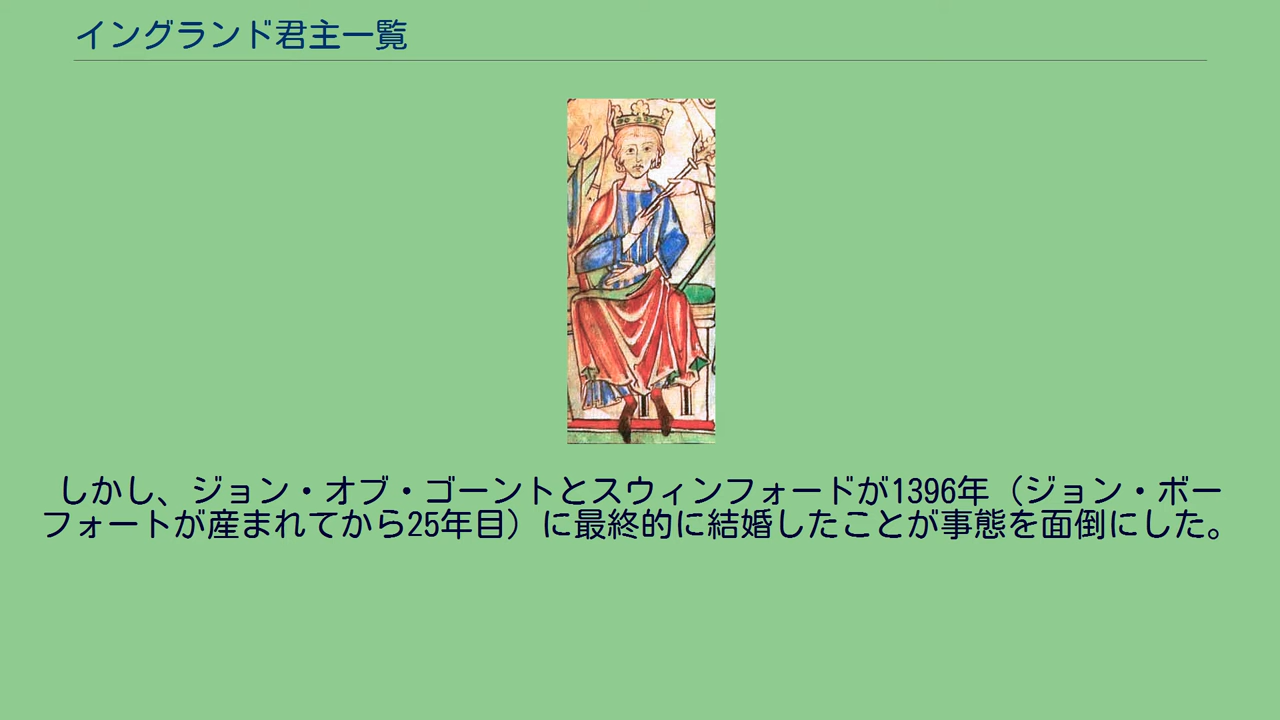 イングランド君主一覧
しかし、ジョン・オブ・ゴーントとスウィンフォードが1396年（ジョン・ボー
フォートが産まれてから25年目）に最終的に結婚したことが事態を面倒にした。